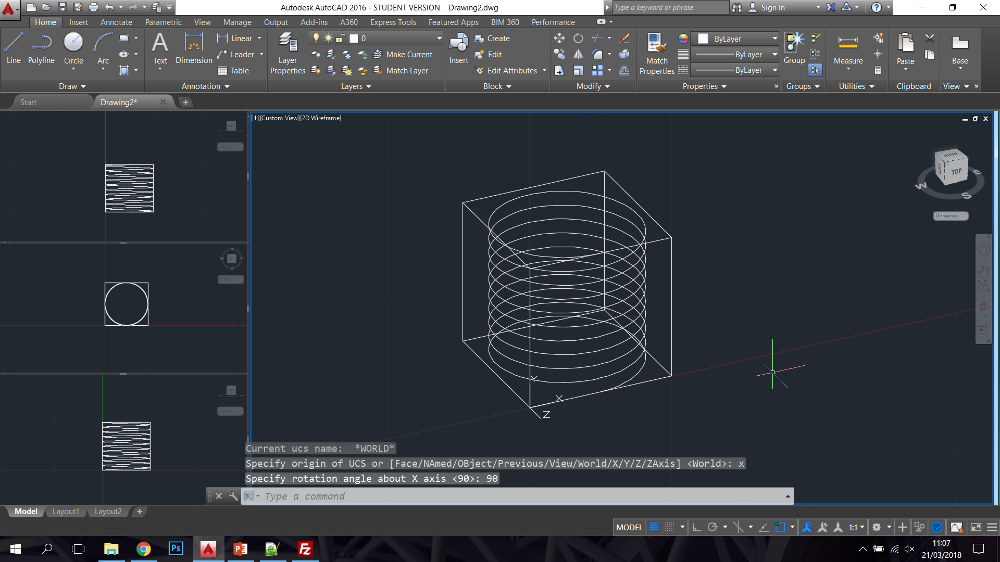 Autodesk AutoCAD 2016 - STUDENT VERSION Drawing2.dwg
Type a keyword or phrase
Sign In
Home Insert Annotate Parametric View Manage Output Add-ins A360 Express Tools Featured Apps BIM 360 Performance
Line Polyline Circle Arc
Draw
Text Dimension
Linear
Leader
Table
Annotation
Layer Properties
0
Make Current
Match Layer
Layers
Insert
Create
Edit
Edit Attributes
Block
Modify
Match Properties
ByLayer
ByLayer
ByLayer
Properties
Group
Groups
Measure
Utilities
Paste
Clipboard
Base
View
Start
Drawing2*
[+][Custom View][2D Wireframe]
BACK
TOP
W
E
S
Unnamed
N
W
E
S
Y
X
Z
Current ucs name: *WORLD*
Specify origin of UCS or [Face/NAmed/OBject/Previous/View/World/X/Y/Z/ZAxis] <World>: x
Specify rotation angle about X axis <90>: 90
Type a command
Model Layout1 Layout2
MODEL
1:1
Ps
Fz
11:07
21/03/2018